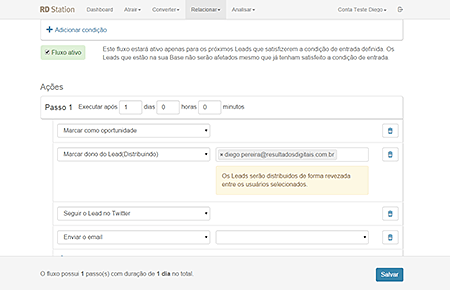 RD Station Dashboard Atrair Converter Relacionar Analisar Conta Teste Diego
Adicionar condição
Fluxo ativo
Este fluxo estará ativo apenas para os próximos Leads que satisfizerem a condição de entrada definida. Os
Leads que estão na sua Base não serão afetados mesmo que já tenham satisfeito a condição de entrada.
Ações
Passo 1 Executar após 1 dias 0 horas 0 minutos
Marcar como oportunidade
Marcar dono do Lead(Distribuindo)
× diego.pereira@resultadosdigitais.com.br
Os Leads serão distribuidos de forma revezada
entre os usuários selecionados.
Seguir o Lead no Twitter
Enviar o email
O fluxo possui 1 passo(s) com duração de 1 dia no total.
Salvar